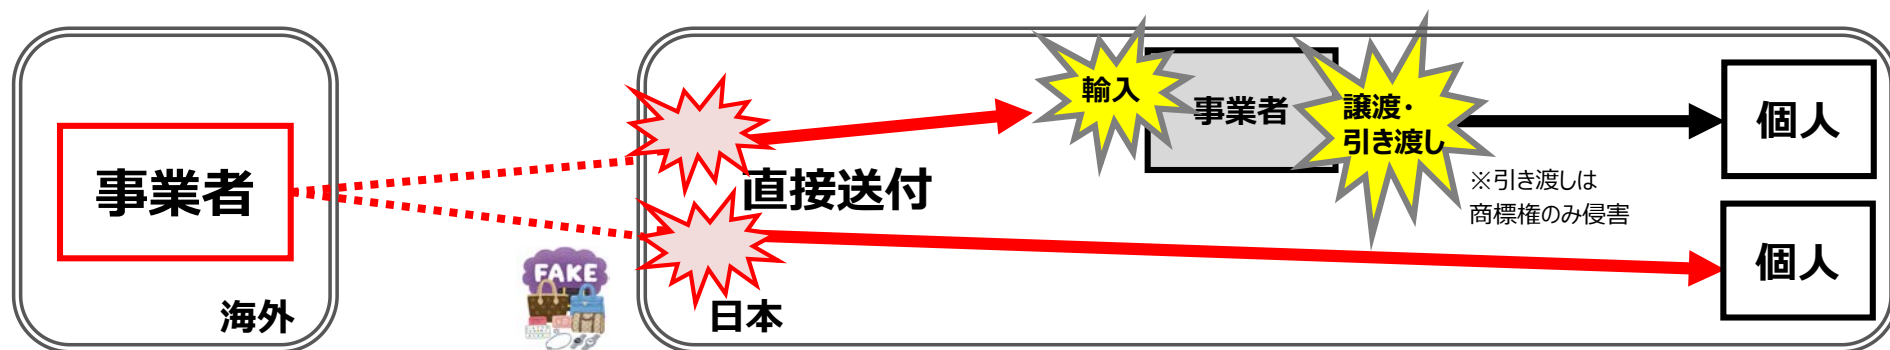 事業者
海外
FAKE
直接送付
日本
輸入
事業者
譲渡・
引き渡し
※引き渡しは
商標権のみ侵害
個人
個人